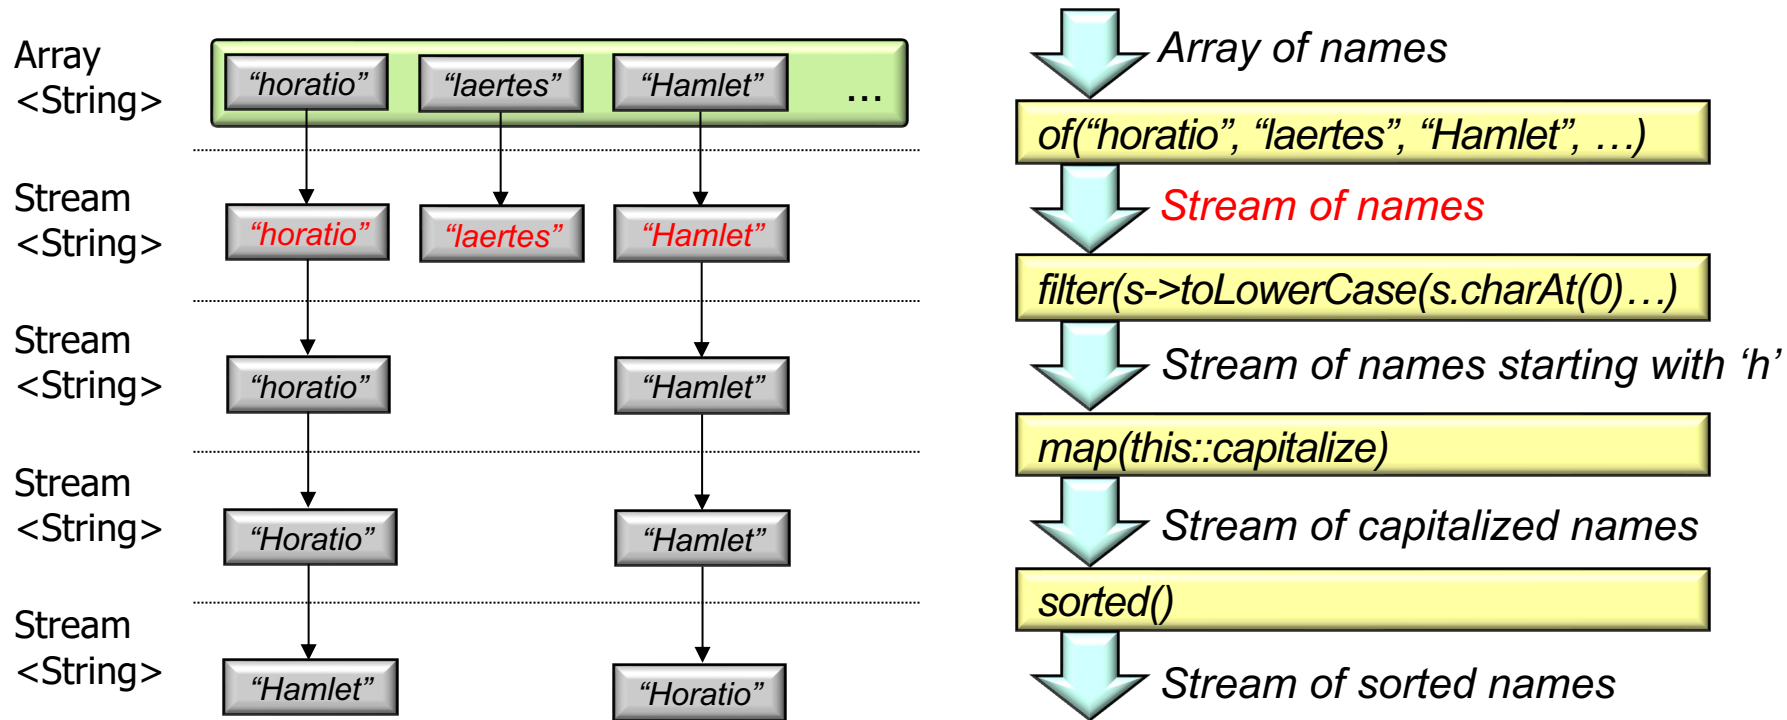 Array
<String>
“horatio”
“laertes”
“Hamlet”
...
Stream
<String>
“horatio”
“laertes”
“Hamlet”
Stream
<String>
“horatio”
“Hamlet”
Stream
<String>
“Horatio”
“Hamlet”
Stream
<String>
“Hamlet”
“Horatio”
Array of names
of(“horatio”, “laertes”, “Hamlet”, …)
Stream of names
filter(s->toLowerCase(s.charAt(0)…)
Stream of names starting with ‘h’
map(this::capitalize)
Stream of capitalized names
sorted()
Stream of sorted names